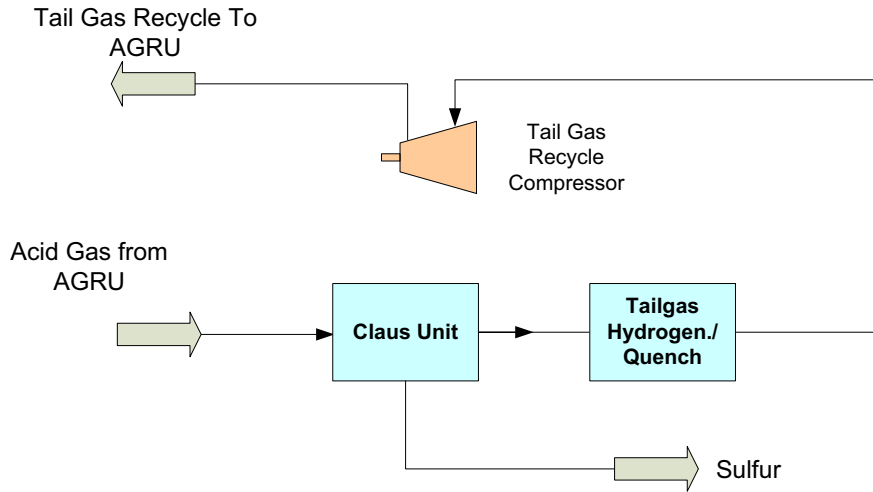 Tail Gas Recycle To
AGRU
Tail Gas
Recycle
Compressor
Acid Gas from
AGRU
Claus Unit
Tailgas
Hydrogen./
Quench
Sulfur